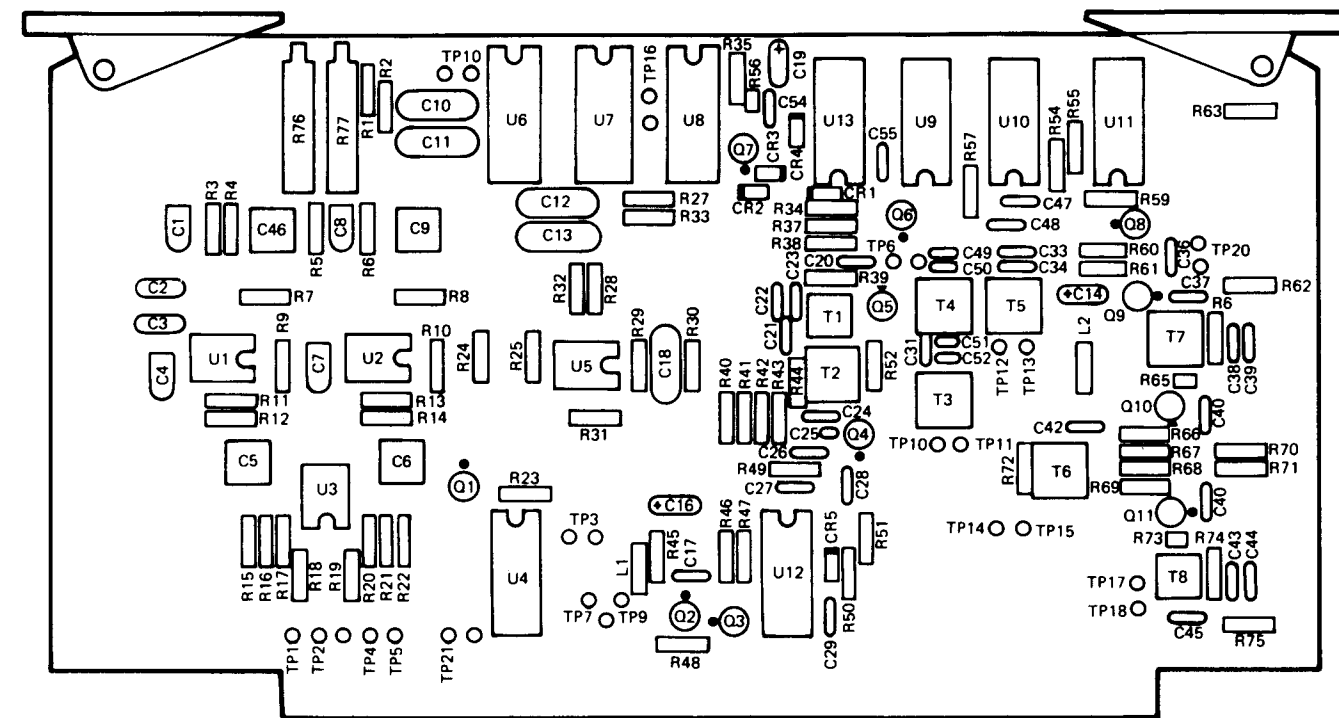 R35
C19
R56
TP10
R2
TP16
R76
R77
R1
C10
C11
U6
U7
U8
C54
U13
C55
U9
U10
R54
R55
U11
R63
Q7
CR3
CR4
R57
C1
R3
R4
C46
R5
C8
R6
C9
C12
C13
R27
R33
CR2
CR1
R34
R37
R38
Q6
C47
C48
R59
Q8
C2
C3
R7
R8
R32
R28
C20
C23
R39
TP6
C49
C50
C33
C34
R60
R61
C36
TP20
C37
R62
C22
C21
T1
Q5
T4
T5
+C14
Q9
C4
U1
R9
C7
U2
R10
R24
R25
U5
R29
C18
R30
T2
R52
C31
C51
C52
TP12
TP13
L2
T7
R6
C38
C39
R11
R12
R13
R14
R31
R40
R41
R42
R43
R44
T3
R65
Q10
C40
C24
C25
Q4
C26
TP10
TP11
C42
R66
R67
R68
R69
R70
R71
C5
C6
U3
Q1
R23
R49
C27
C28
R72
T6
Q11
C40
+C16
TP3
R45
C17
R46
R47
U12
CR5
R51
TP14
TP15
R73
R74
C43
C44
R15
R16
R17
R18
R19
R20
R21
R22
U4
L1
R50
TP17
T8
TP18
TP1
TP2
TP4
TP5
TP21
TP7
TP9
Q2
Q3
R48
C29
C45
R75